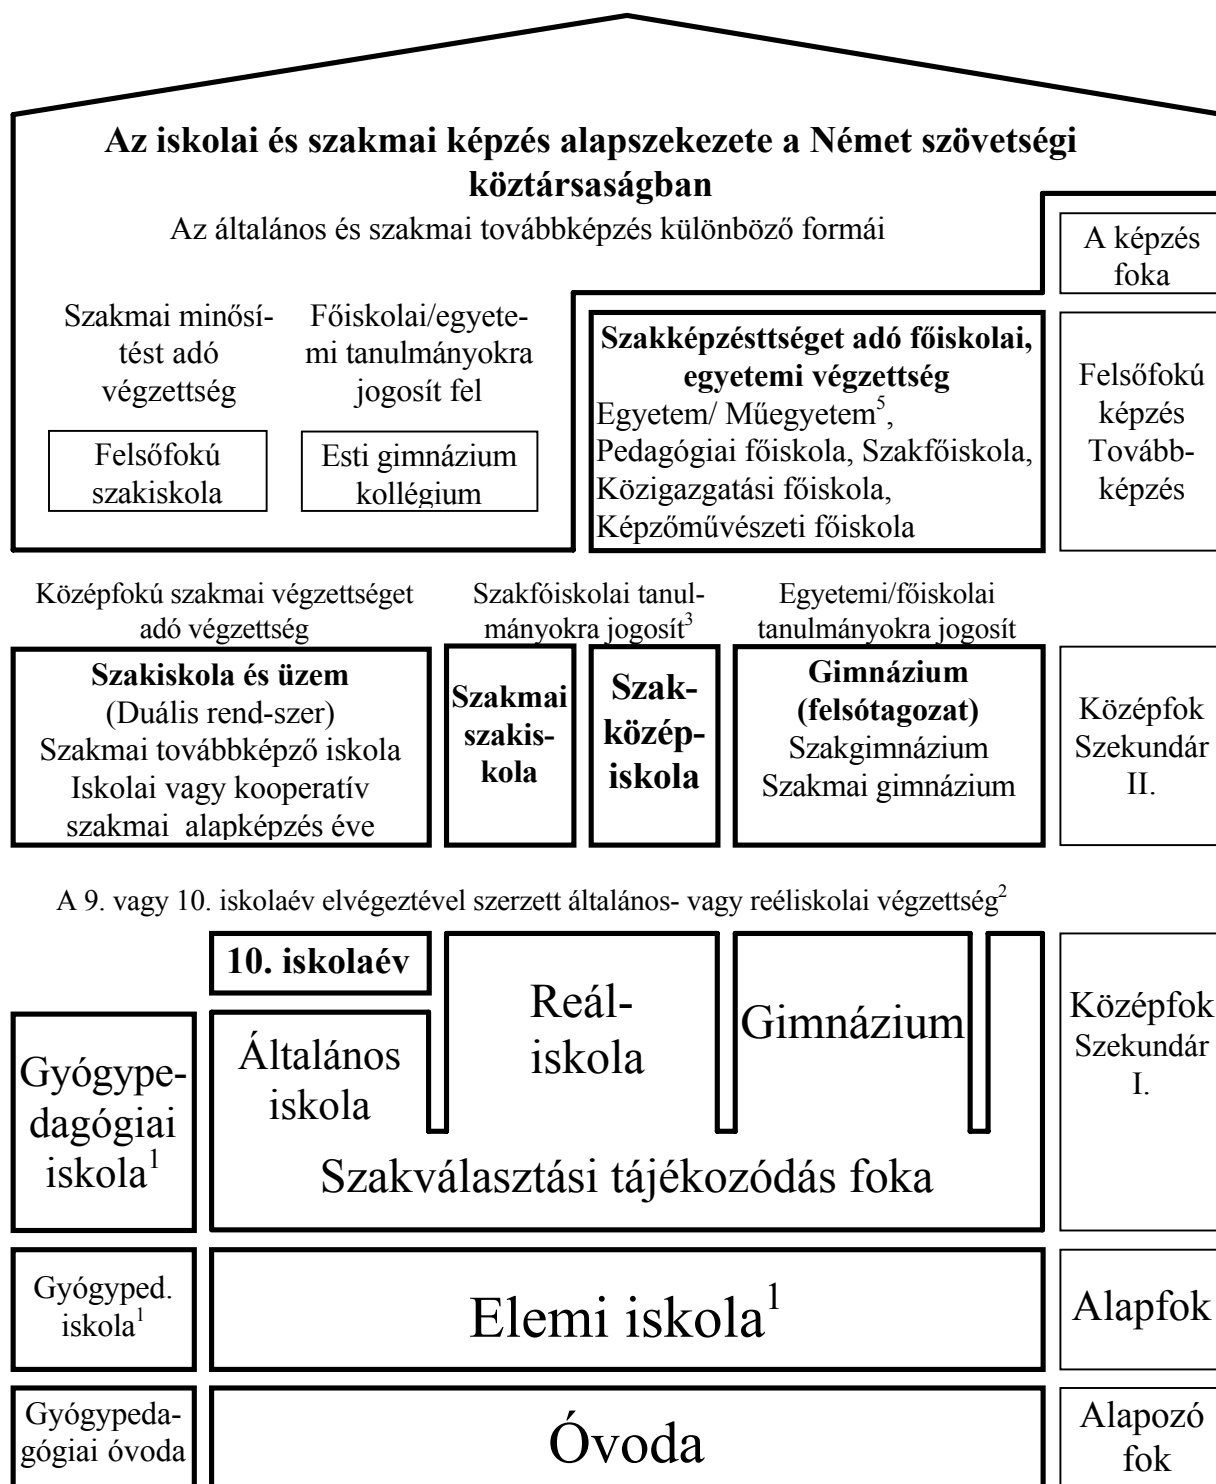 Az iskolai és szakmai képzés alapszekezete a Német szövetségi
köztársaságban
Az általános és szakmai továbbképzés különböző formái
A képzés
foka
Szakmai minősí-
tést adó
végzettség
Főiskolai/egyete-
mi tanulmányokra
jogosít fel
Felsőfokú
szakiskola
Esti gimnázium
kollégium
Szakképzésttséget adó főiskolai,
egyetemi végzettség
Egyetem/ Műegyetem⁵,
Pedagógiai főiskola, Szakfőiskola,
Közigazgatási főiskola,
Képzőművészeti főiskola
Felsőfokú
képzés
Tovább-
képzés
Középfokú szakmai végzettséget
adó végzettség
Szakfőiskolai tanul-
mányokra jogosít³
Egyetemi/főiskolai
tanulmányokra jogosít
Szakiskola és üzem
(Duális rend-szer)
Szakmai továbbképző iskola
Iskolai vagy kooperatív
szakmai alapképzés éve
Szakmai
szakis-
kola
Szak-
közép-
iskola
Gimnázium
(felsótagozat)
Szakgimnázium
Szakmai gimnázium
Középfok
Szekundár
II.
A 9. vagy 10. iskolaév elvégeztével szerzett általános- vagy reéliskolai végzettség²
10. iskolaév
Általános
iskola
Reál-
iskola
Gimnázium
Középfok
Szekundár
I.
Gyógype-
dagógiai
iskola¹
Szakválasztási tájékozódás foka
Gyógyped.
iskola¹
Elemi iskola¹
Alapfok
Gyógypeda-
gógiai óvoda
Óvoda
Alapozó
fok